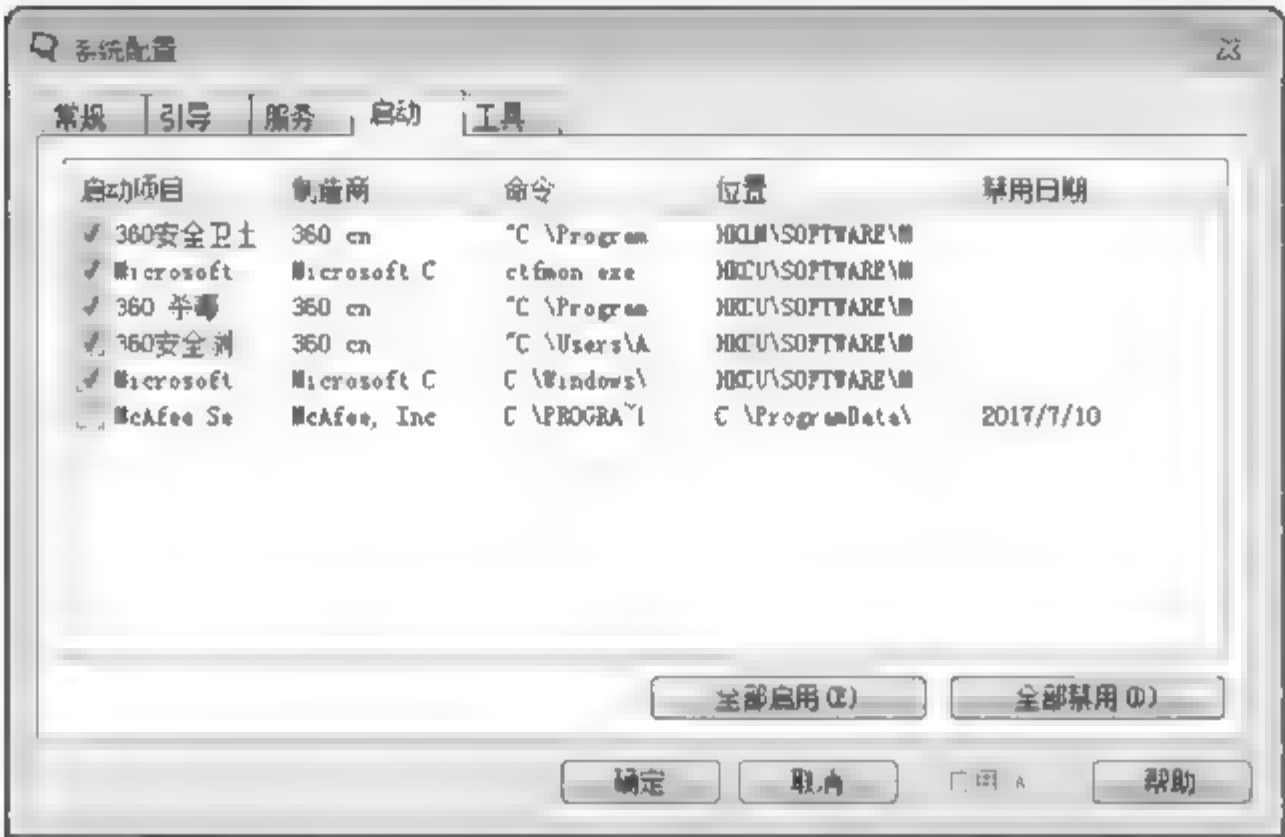 系统配置
常规 引导 服务 启动 工具
启动项目 制造商 命令 位置 禁用日期
360安全卫士 360 cn "C \Program HKLM\SOFTWARE\M
Microsoft Microsoft C ctfmon exe HKCU\SOFTWARE\M
360 杀毒 360 cn "C \Program HKCU\SOFTWARE\M
360安全浏 360 cn "C \Users\A HKCU\SOFTWARE\M
Microsoft Microsoft C C \Windows\ HKCU\SOFTWARE\M
McAfee Se McAfee, Inc C \PROGRA~1 C \ProgramData\ 2017/7/10
全部启用(E) 全部禁用(D)
确定 取消 帮助